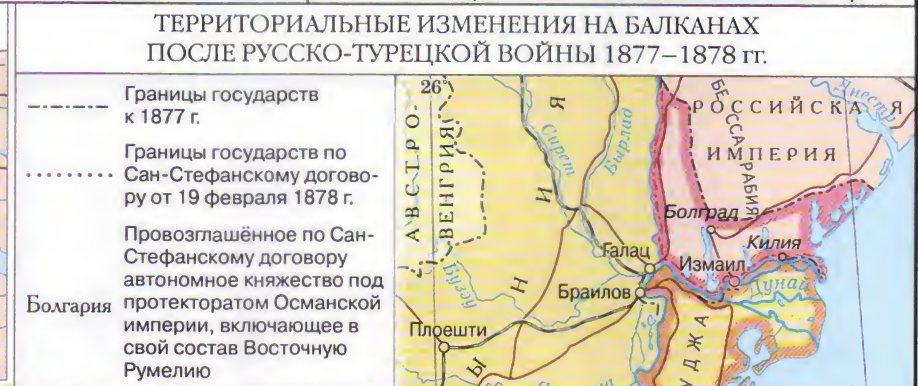 ТЕРРИТОРИАЛЬНЫЕ ИЗМЕНЕНИЯ НА БАЛКАНАХ
ПОСЛЕ РУССКО-ТУРЕЦКОЙ ВОЙНЫ 1877–1878 гг.
Границы государств
к 1877 г.
Границы государств по
Сан-Стефанскому догово-
ру от 19 февраля 1878 г.
Болгария
Провозглашённое по Сан-
Стефанскому договору
автономное княжество под
протекторатом Османской
империи, включающее в
свой состав Восточную
Румелию
26°
АВСТРО-
ВЕНГРИЯ
Ы Н И Я
Сирет
Бырлад
БЕССАРАБИЯ
Днестр
РОССИЙСКАЯ
ИМПЕРИЯ
Болград
Килия
Галац
Измаил
Дунай
Бузэу
Браилов
Плоешти
УДЖА